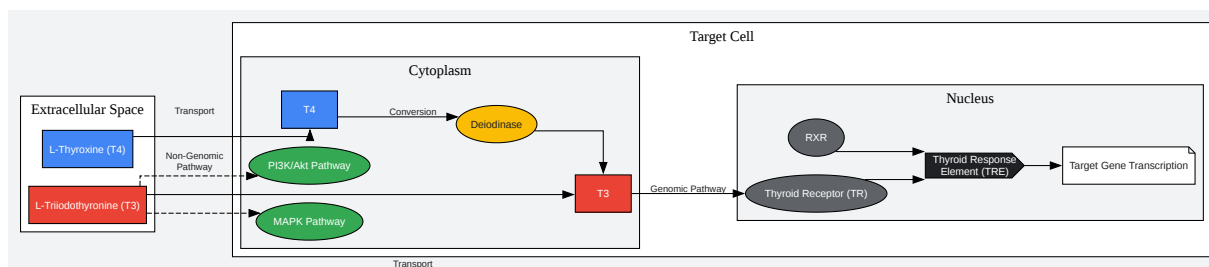 Target Cell
Cytoplasm
Nucleus
Extracellular Space
Transport
T4
Conversion
Deiodinase
L-Thyroxine (T4)
Non-Genomic
Pathway
PI3K/Akt Pathway
RXR
Thyroid Response
Element (TRE)
Target Gene Transcription
L-Triiodothyronine (T3)
T3
Genomic Pathway
Thyroid Receptor (TR)
MAPK Pathway
Transport